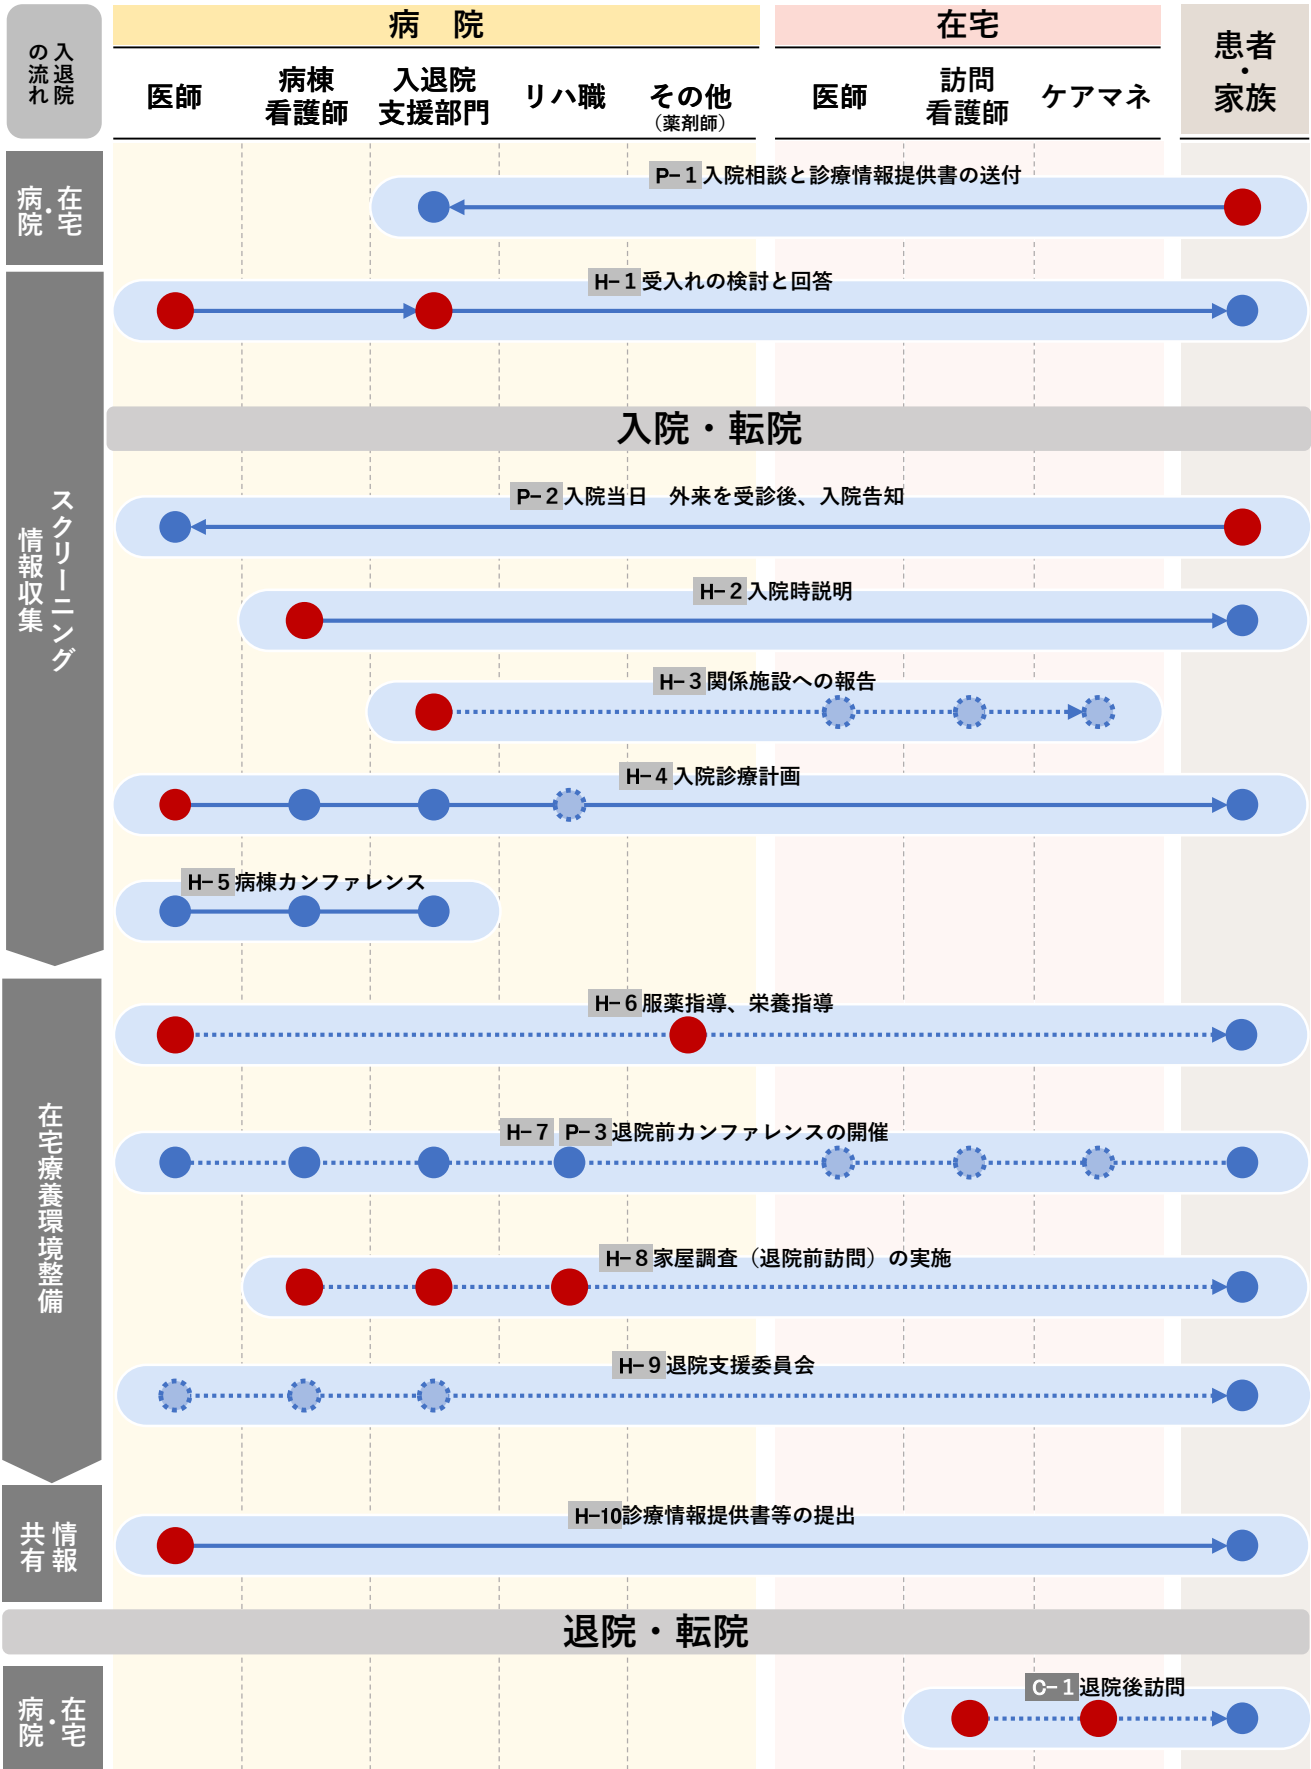 入退院
の流れ
病　院
在宅
患者
・
家族
医師
病棟
看護師
入退院
支援部門
リハ職
その他
（薬剤師）
医師
訪問
看護師
ケアマネ
在宅・
病院
P－1 入院相談と診療情報提供書の送付
スクリーニング
情報収集
H－1 受入れの検討と回答
入院・転院
P－2 入院当日　外来を受診後、入院告知
H－2 入院時説明
H－3 関係施設への報告
H－4 入院診療計画
H－5 病棟カンファレンス
在宅療養環境整備
H－6 服薬指導、栄養指導
H－7 P－3 退院前カンファレンスの開催
H－8 家屋調査（退院前訪問）の実施
H－9 退院支援委員会
情報
共有
H－10 診療情報提供書等の提出
退院・転院
在宅・
病院
C－1 退院後訪問